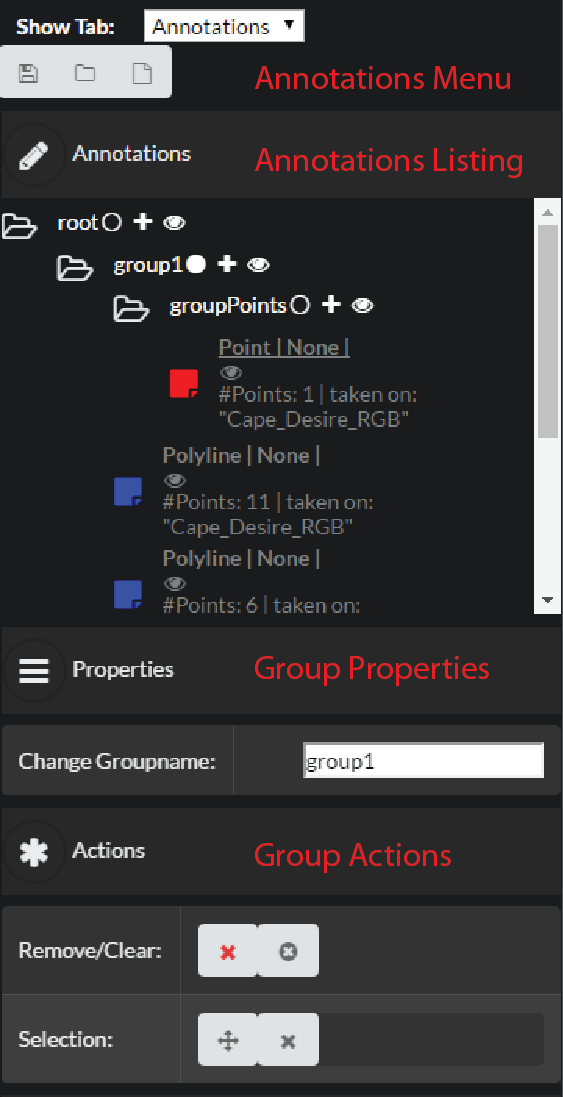 Show Tab: Annotations
Annotations Menu
Annotations Annotations Listing
root
group1
groupPoints
Point | None |
#Points: 1 | taken on:
"Cape_Desire_RGB"
Polyline | None |
#Points: 11 | taken on:
"Cape_Desire_RGB"
Polyline | None |
#Points: 6 | taken on:
Properties Group Properties
Change Groupname: group1
Actions Group Actions
Remove/Clear:
Selection: